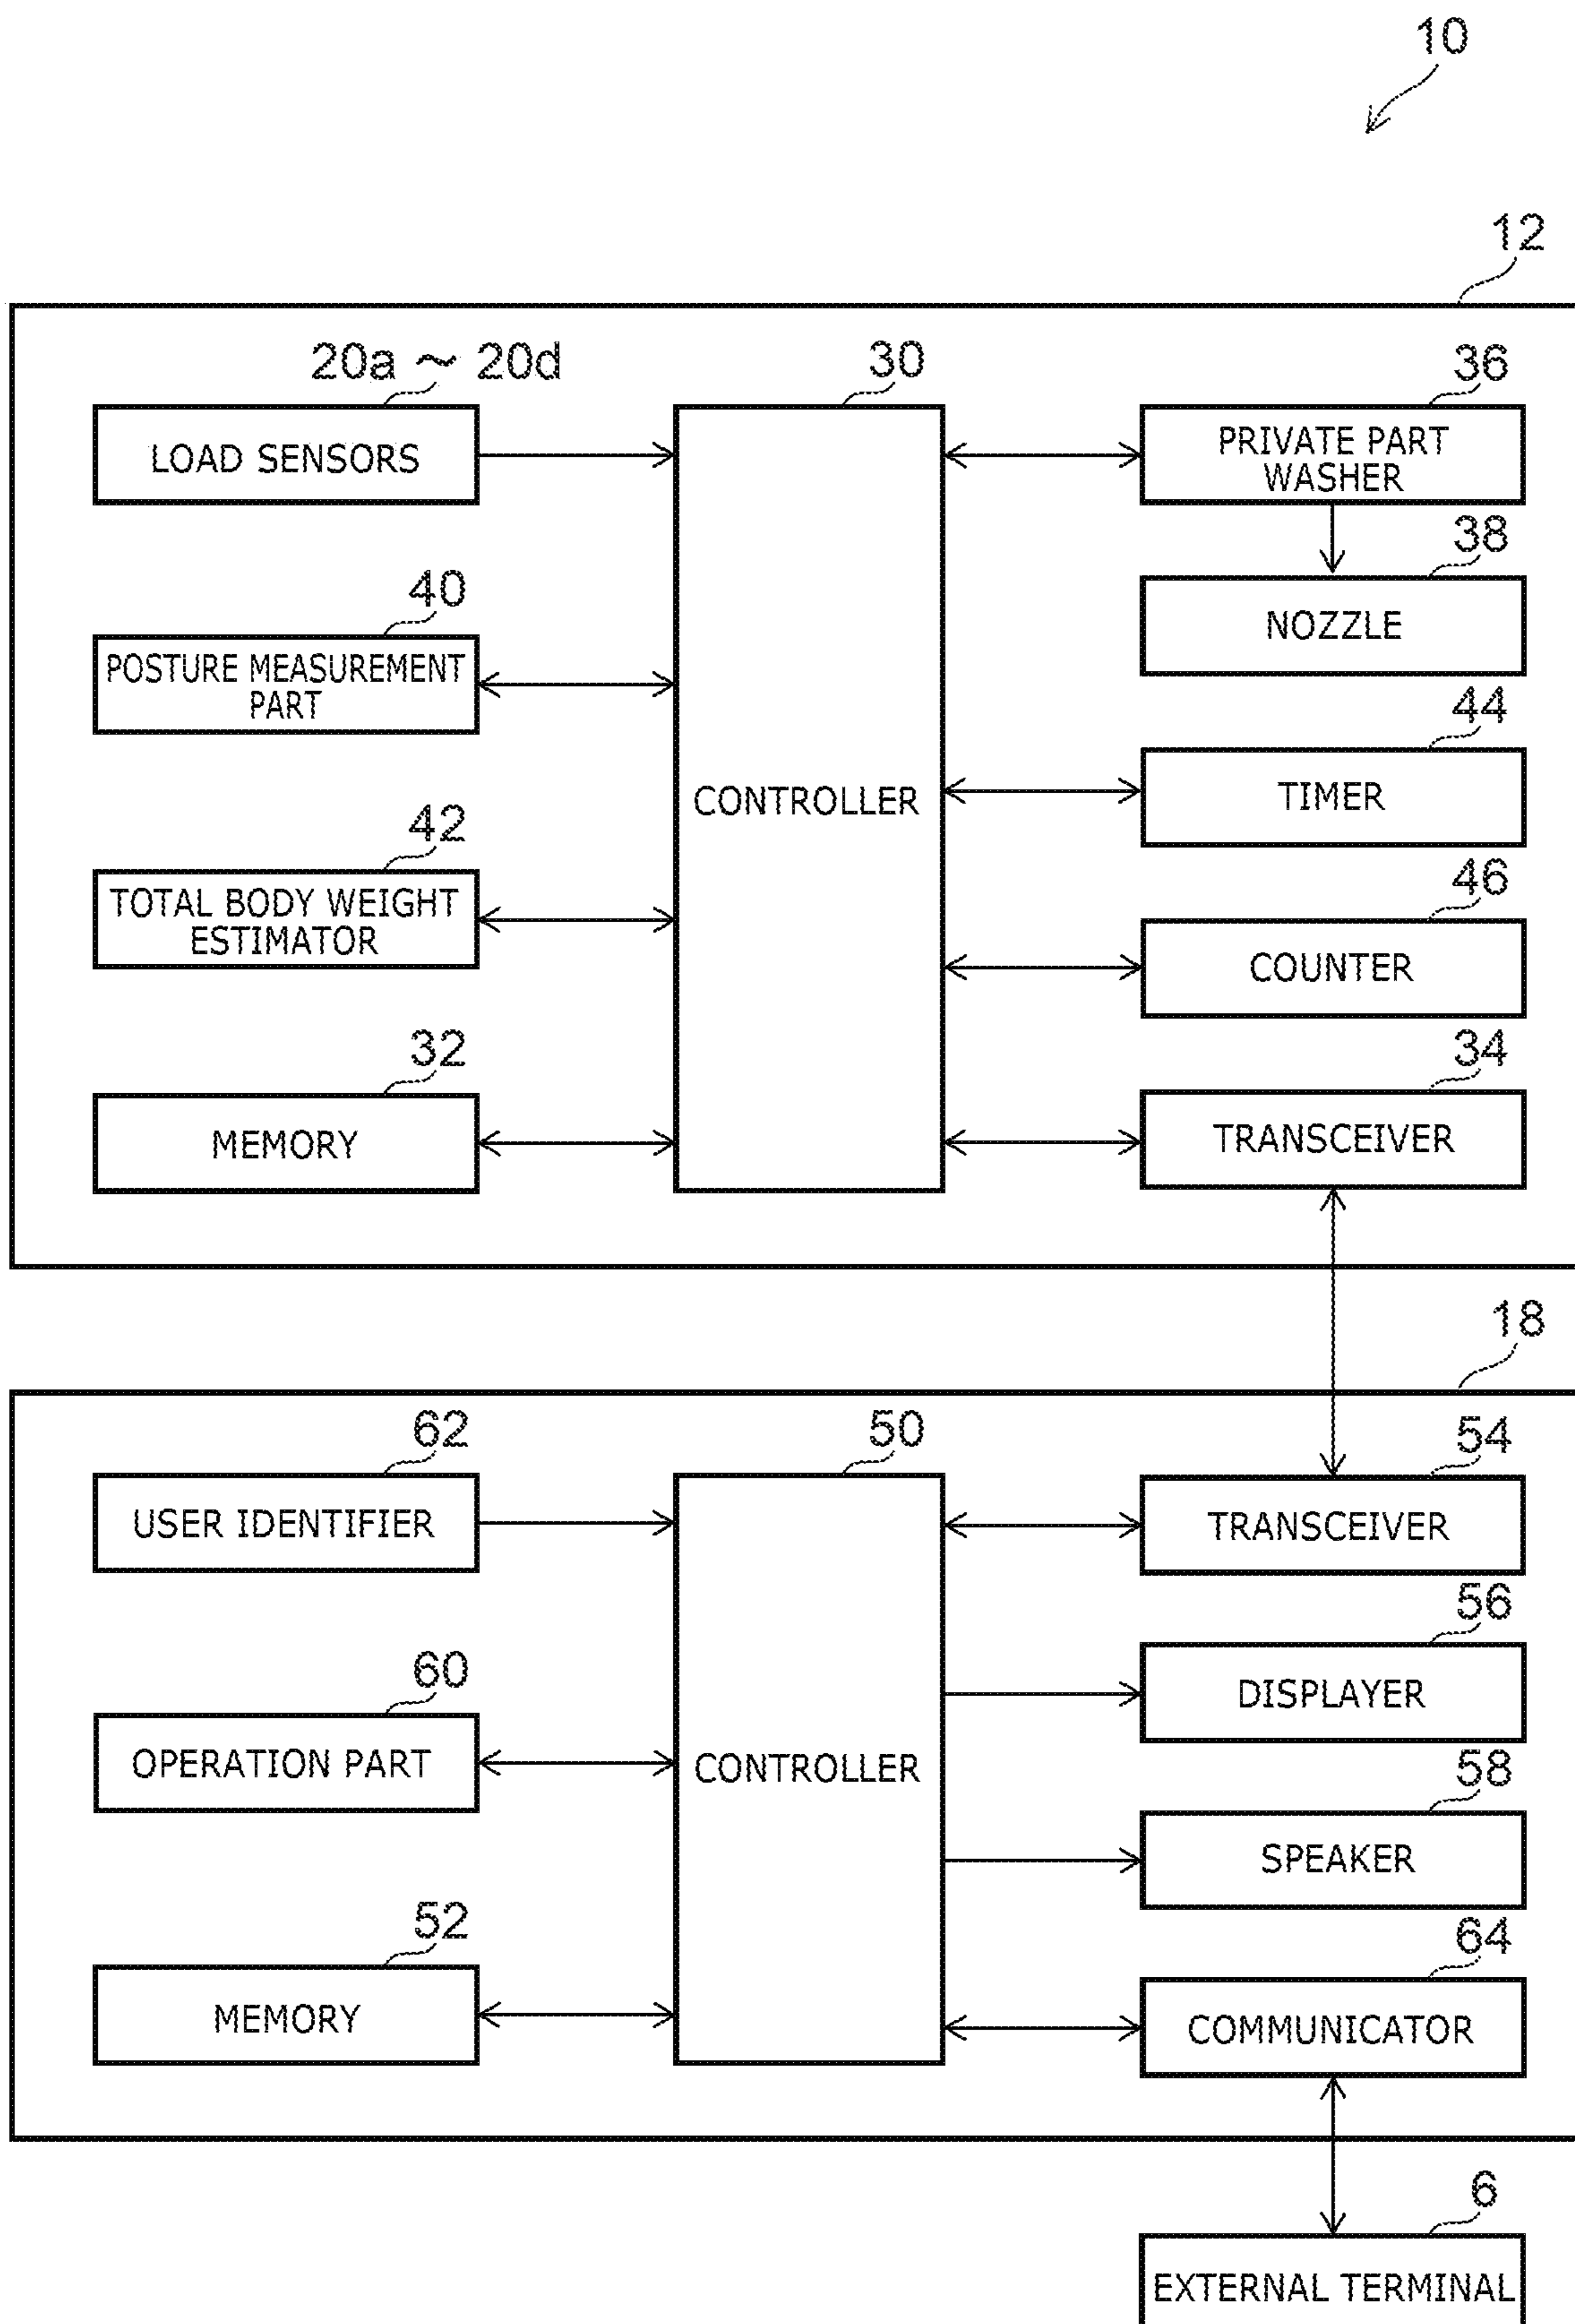 10
12
20a ～ 20d
30
36
LOAD SENSORS
PRIVATE PART
WASHER
38
NOZZLE
40
POSTURE MEASUREMENT
PART
44
TIMER
CONTROLLER
42
TOTAL BODY WEIGHT
ESTIMATOR
46
COUNTER
32
MEMORY
34
TRANSCEIVER
18
62
USER IDENTIFIER
50
54
TRANSCEIVER
56
DISPLAYER
60
OPERATION PART
CONTROLLER
58
SPEAKER
52
MEMORY
64
COMMUNICATOR
6
EXTERNAL TERMINAL